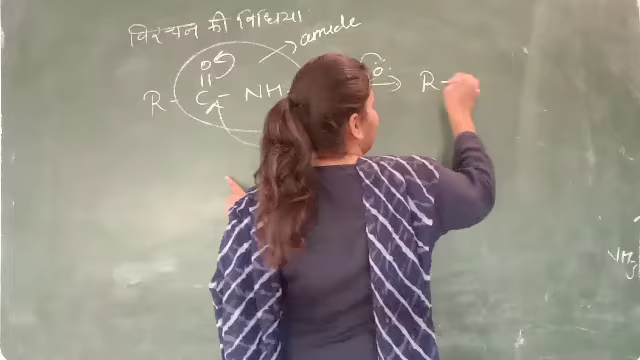 विरचन की विधियाँ
amide
O
R - C - NH
:Ö: → R -